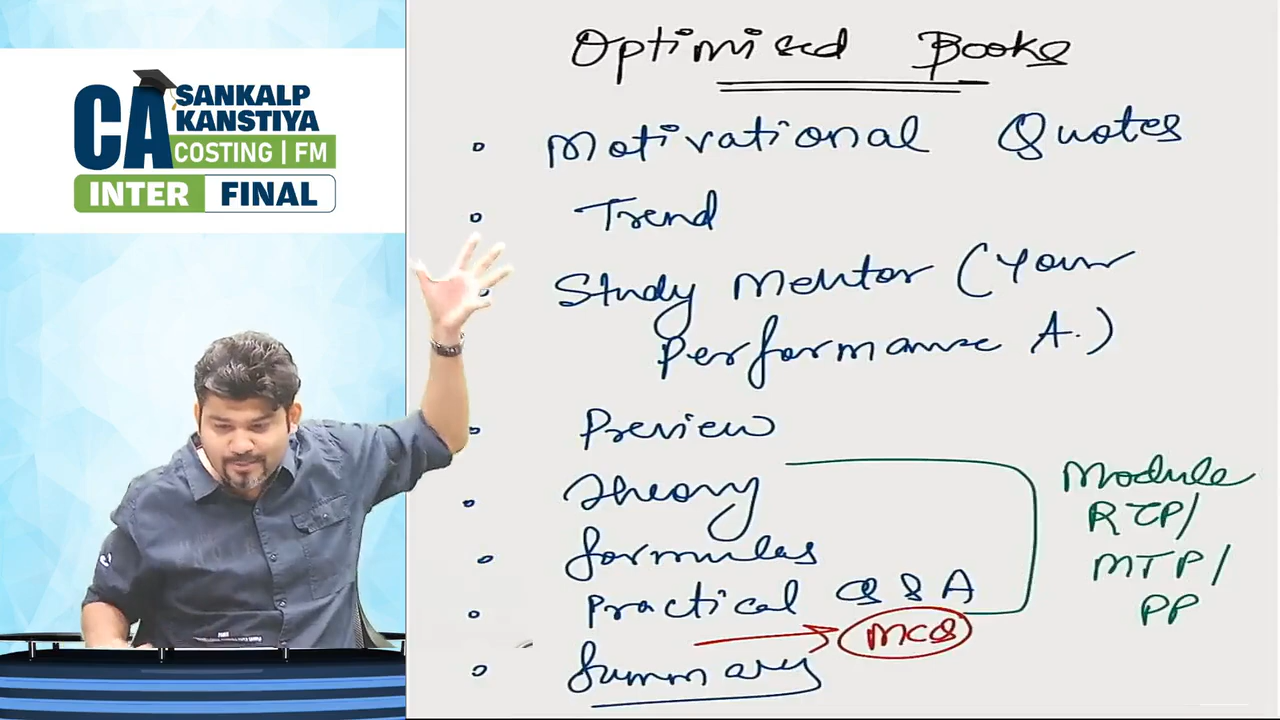 CA SANKALP
KANSTIYA
COSTING | FM
INTER FINAL
Optimised Books
• Motivational Quotes
• Trend
• Study Mentor (Your
Performance A.)
• Preview
• Theory
• formulas
• Practical Q & A
MCQ
• Summary
Module
RTP/
MTP/
PP